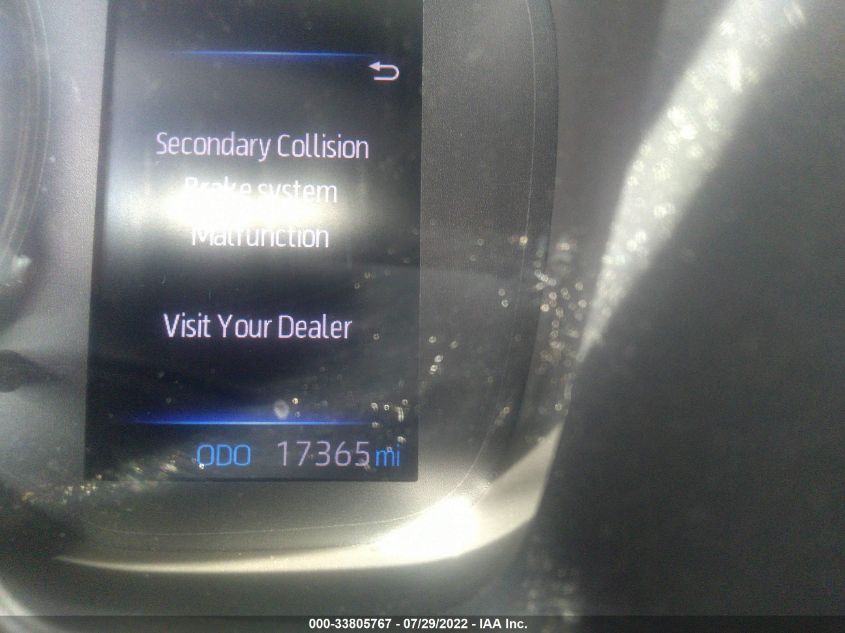 Secondary Collision
Brake system
Malfunction
Visit Your Dealer
ODO 17365 mi
000-33805767 - 07/29/2022 - IAA Inc.